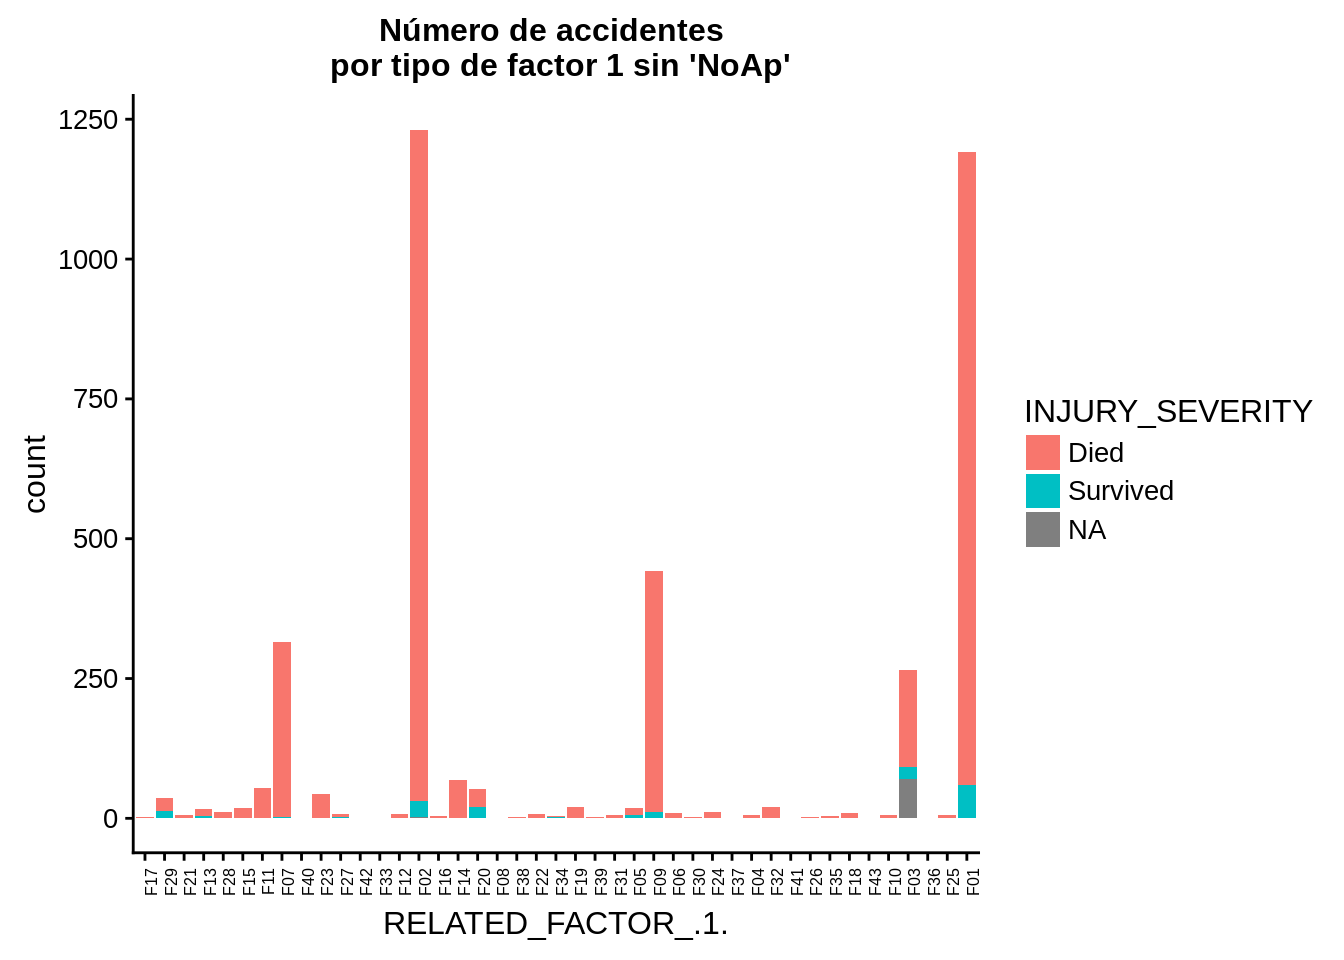 Número de accidentes
por tipo de factor 1 sin 'NoAp'
1250
1000
750
500
250
0
count
F17 F29 F21 F13 F28 F15 F11 F07 F40 F23 F27 F42 F33 F12 F02 F16 F14 F20 F08 F38 F22 F34 F19 F39 F31 F05 F09 F06 F30 F24 F37 F04 F32 F41 F26 F35 F18 F43 F10 F03 F36 F25 F01
RELATED_FACTOR_.1.
INJURY_SEVERITY
Died
Survived
NA